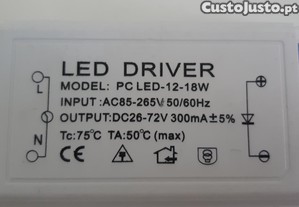 CustoJusto.pt
LED DRIVER
MODEL: PC LED-12-18W
INPUT :AC85-265V 50/60Hz
OUTPUT:DC26-72V 300mA±5%
Tc:75℃ TA:50℃ (max)
L
N
CE